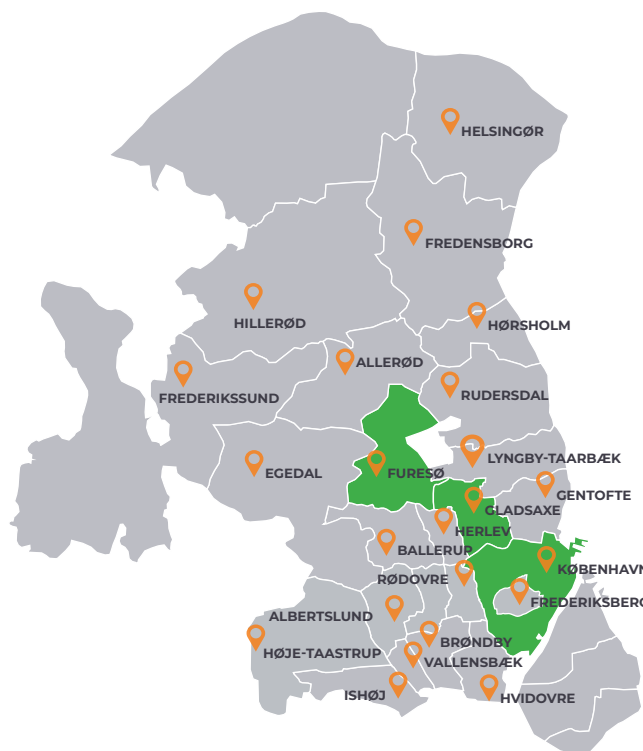 HELSINGØR
FREDENSBORG
HILLERØD
HØRSHOLM
ALLERØD
FREDERIKSSUND
RUDERSDAL
LYNGBY-TAARBÆK
EGEDAL
FURESØ
GENTOFTE
GLADSAXE
HERLEV
BALLERUP
KØBENHAVN
RØDOVRE
FREDERIKSBERG
ALBERTSLUND
BRØNDBY
HØJE-TAASTRUP
VALLENSBÆK
ISHØJ
HVIDOVRE